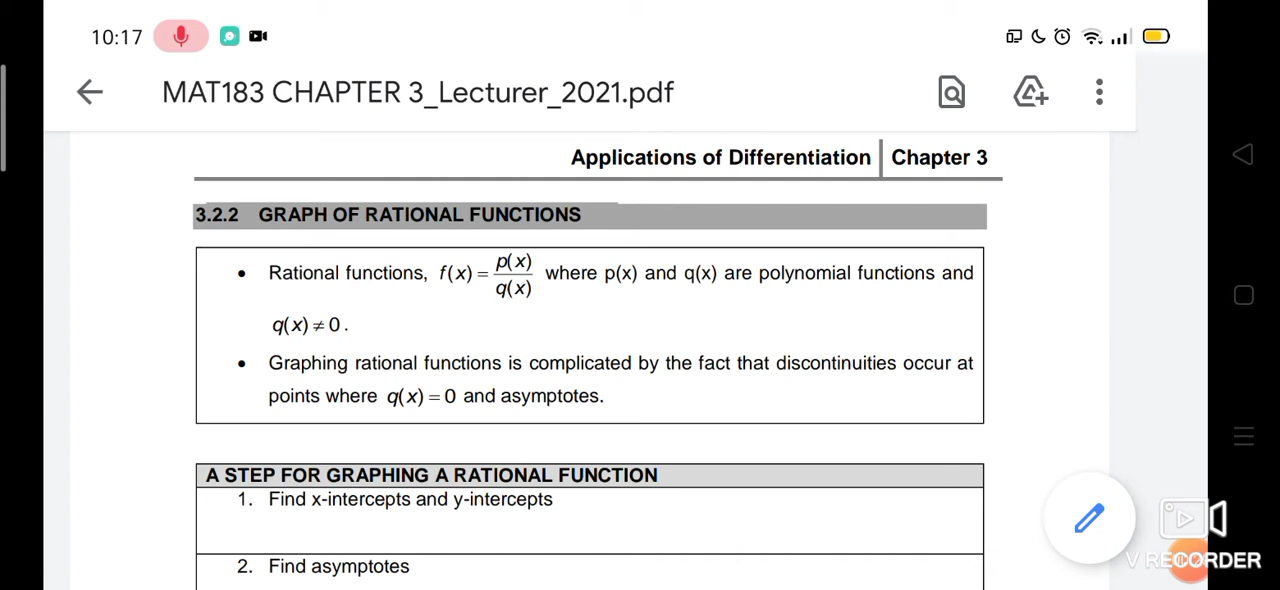 10:17
MAT183 CHAPTER 3_Lecturer_2021.pdf
Applications of Differentiation Chapter 3
3.2.2 GRAPH OF RATIONAL FUNCTIONS
• Rational functions, f(x) = p(x)/q(x) where p(x) and q(x) are polynomial functions and
q(x) ≠ 0 .
• Graphing rational functions is complicated by the fact that discontinuities occur at
points where q(x) = 0 and asymptotes.
A STEP FOR GRAPHING A RATIONAL FUNCTION
1. Find x-intercepts and y-intercepts
2. Find asymptotes
V RECORDER